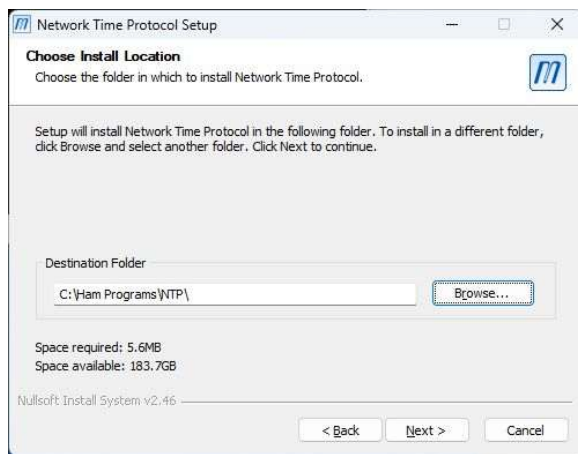 Network Time Protocol Setup
Choose Install Location
Choose the folder in which to install Network Time Protocol.
m
Setup will install Network Time Protocol in the following folder. To install in a different folder,
click Browse and select another folder. Click Next to continue.
Destination Folder
C:\Ham Programs\NTP\
Browse...
Space required: 5.6MB
Space available: 183.7GB
Nullsoft Install System v2.46
< Back
Next >
Cancel